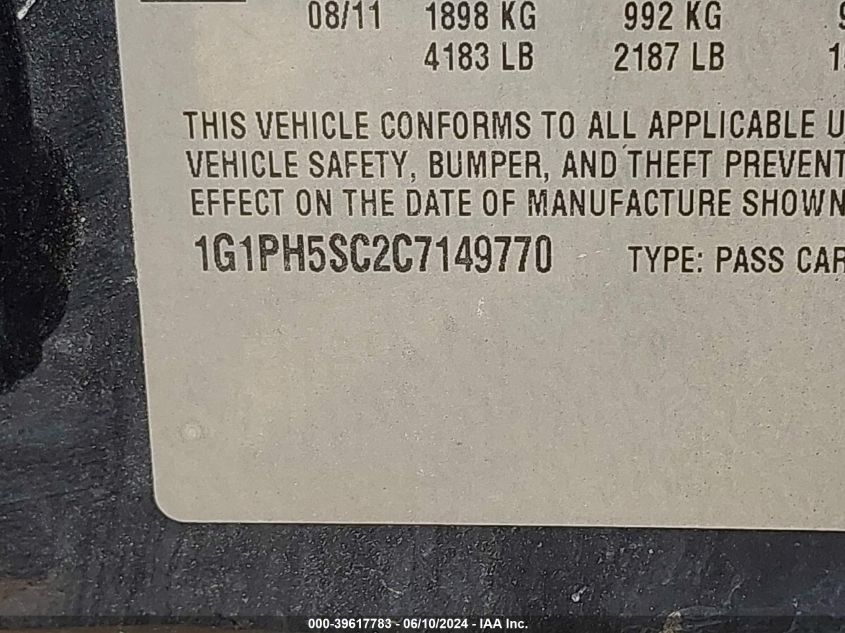 08/11 1898 KG 992 KG
4183 LB 2187 LB
THIS VEHICLE CONFORMS TO ALL APPLICABLE U
VEHICLE SAFETY, BUMPER, AND THEFT PREVENT
EFFECT ON THE DATE OF MANUFACTURE SHOWN
1G1PH5SC2C7149770 TYPE: PASS CAR
000-39617783 - 06/10/2024 - IAA Inc.